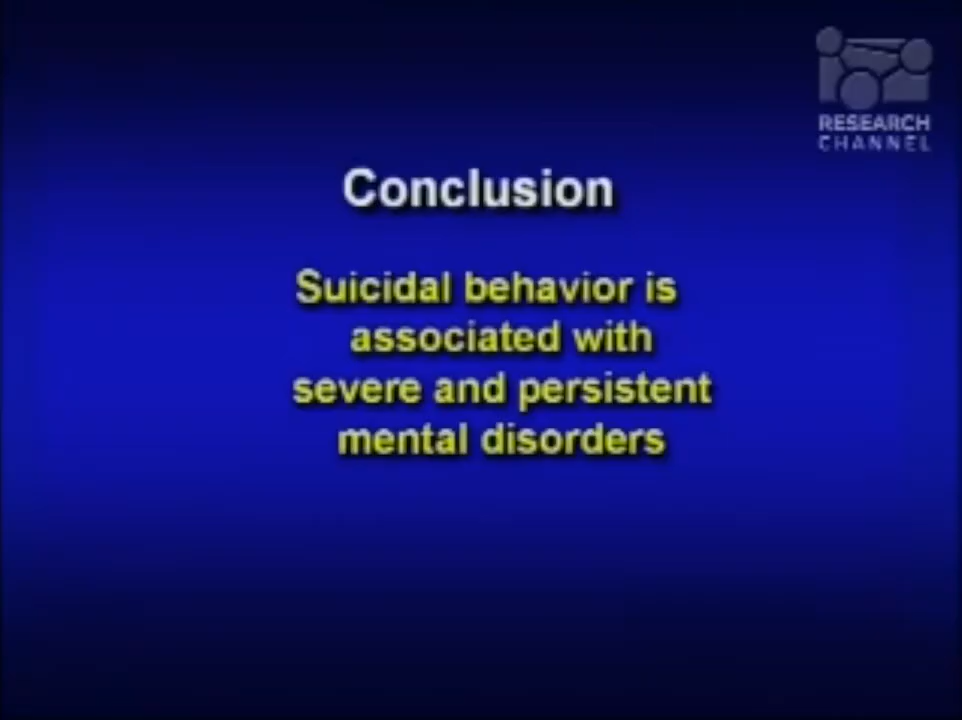 RESEARCH
CHANNEL
Conclusion
Suicidal behavior is
associated with
severe and persistent
mental disorders